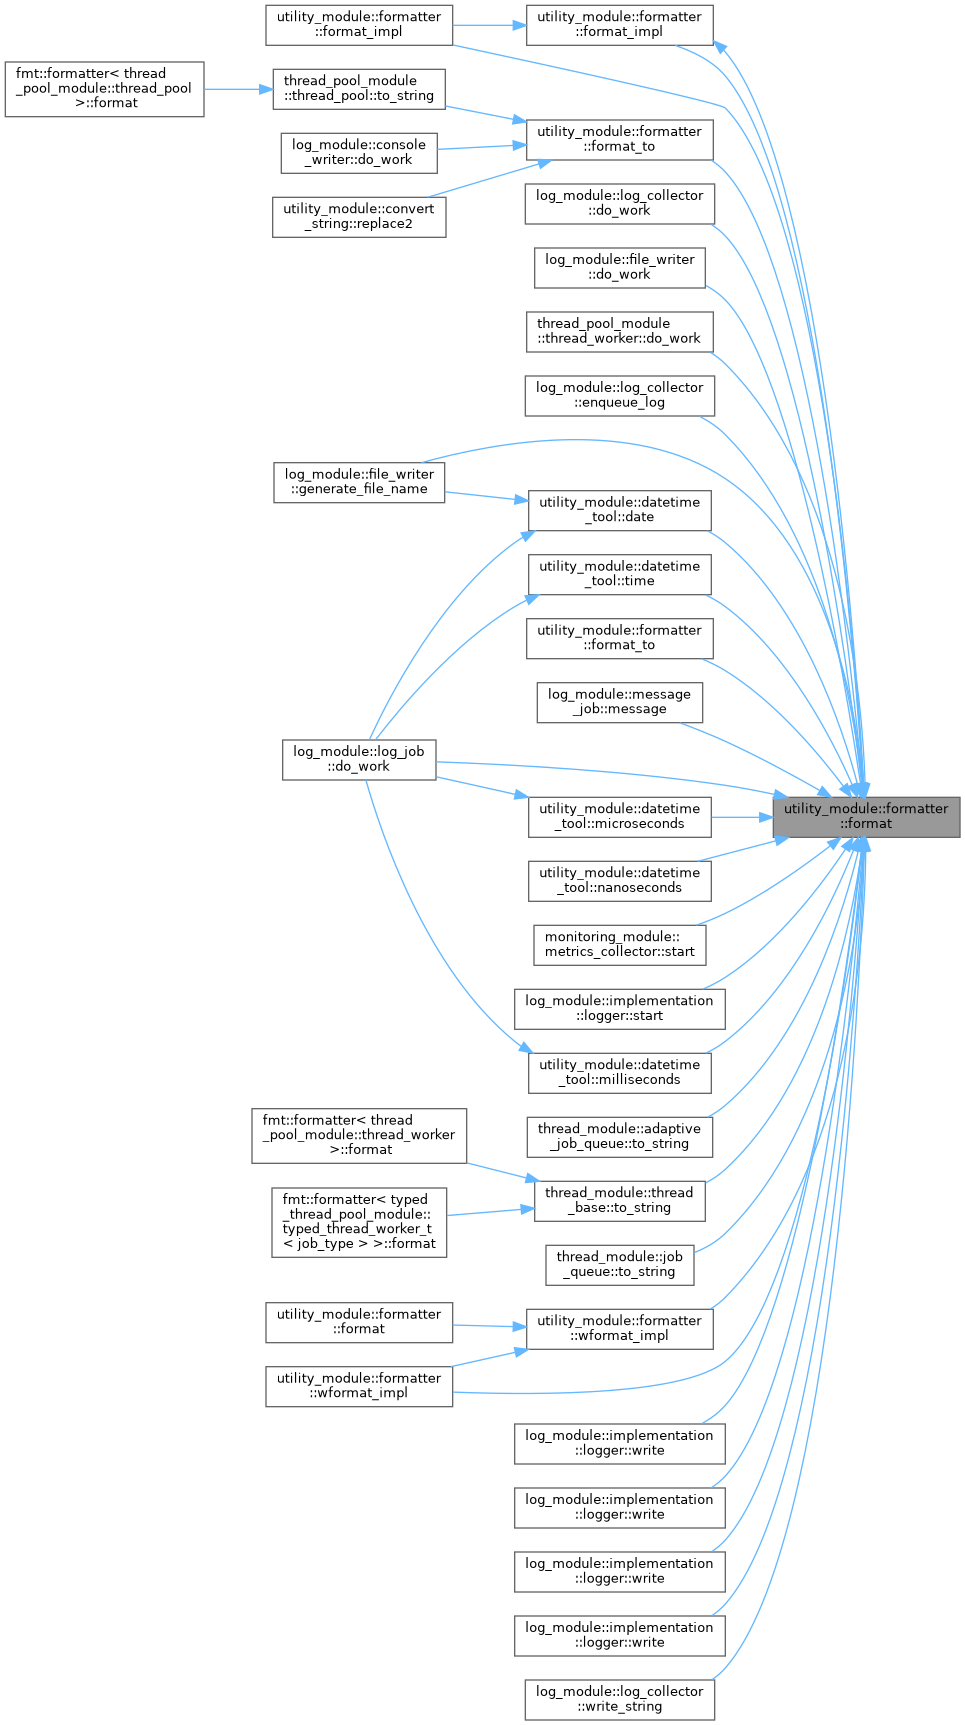 utility_module::formatter
::format_impl
utility_module::formatter
::format_impl
fmt::formatter< thread
_pool_module::thread_pool
>::format
thread_pool_module
::thread_pool::to_string
utility_module::formatter
::format_to
log_module::console
_writer::do_work
utility_module::convert
_string::replace2
log_module::log_collector
::do_work
log_module::file_writer
::do_work
thread_pool_module
::thread_worker::do_work
log_module::log_collector
::enqueue_log
log_module::file_writer
::generate_file_name
utility_module::datetime
_tool::date
utility_module::datetime
_tool::time
utility_module::formatter
::format_to
log_module::message
_job::message
log_module::log_job
::do_work
utility_module::datetime
_tool::microseconds
utility_module::formatter
::format
utility_module::datetime
_tool::nanoseconds
monitoring_module::
metrics_collector::start
log_module::implementation
::logger::start
utility_module::datetime
_tool::milliseconds
fmt::formatter< thread
_pool_module::thread_worker
>::format
thread_module::adaptive
_job_queue::to_string
fmt::formatter< typed
_thread_pool_module::
typed_thread_worker_t
< job_type > >::format
thread_module::thread
_base::to_string
thread_module::job
_queue::to_string
utility_module::formatter
::format
utility_module::formatter
::wformat_impl
utility_module::formatter
::wformat_impl
log_module::implementation
::logger::write
log_module::implementation
::logger::write
log_module::implementation
::logger::write
log_module::implementation
::logger::write
log_module::log_collector
::write_string